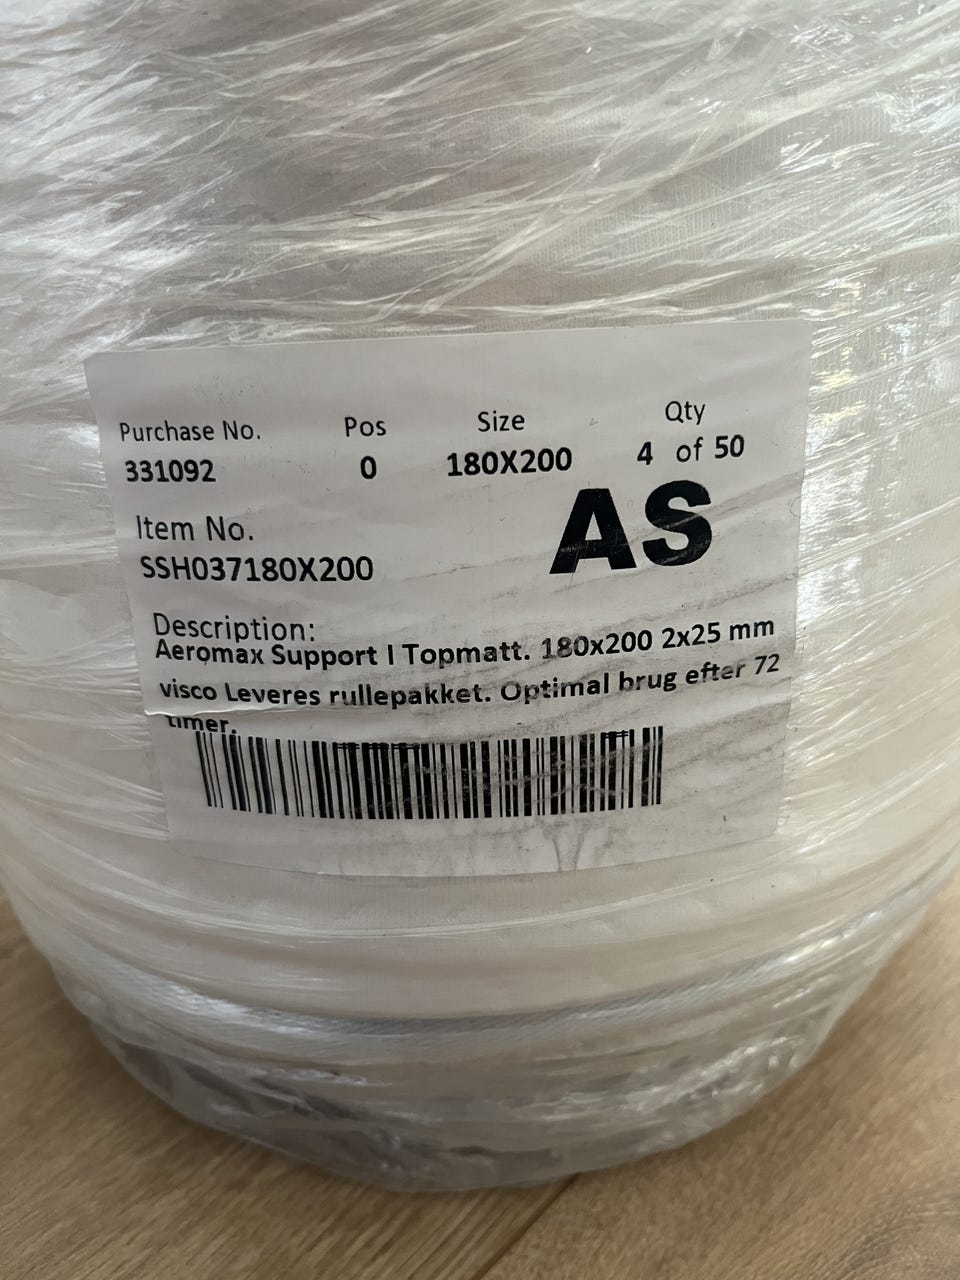 Purchase No. Pos Size Qty
331092 0 180X200 4 of 50
Item No. AS
SSH037180X200
Description:
Aeromax Support I Topmatt. 180x200 2x25 mm
visco Leveres rullepakket. Optimal brug efter 72
timer.